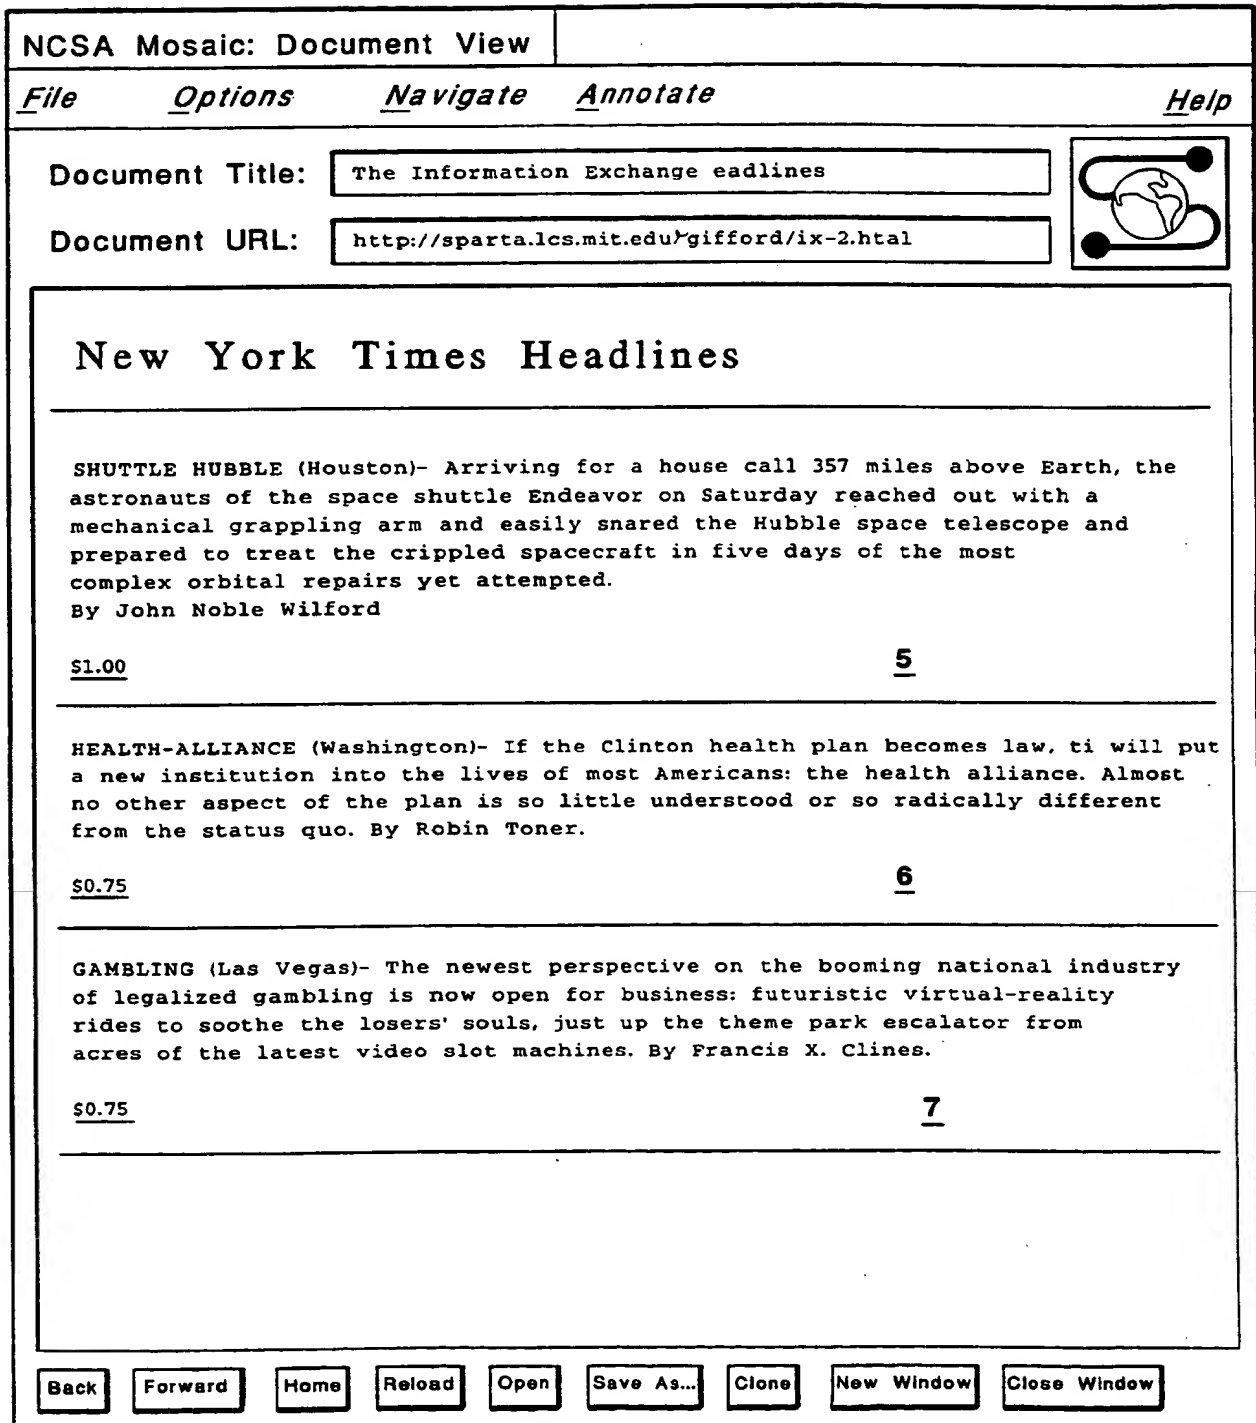 NCSA Mosaic: Document View
File Options Navigate Annotate Help
Document Title: The Information Exchange eadlines
Document URL: http://sparta.lcs.mit.edu/~gifford/ix-2.htal
New York Times Headlines
SHUTTLE HUBBLE (Houston)- Arriving for a house call 357 miles above Earth, the
astronauts of the space shuttle Endeavor on Saturday reached out with a
mechanical grappling arm and easily snared the Hubble space telescope and
prepared to treat the crippled spacecraft in five days of the most
complex orbital repairs yet attempted.
By John Noble Wilford
$1.00 5
HEALTH-ALLIANCE (Washington)- If the Clinton health plan becomes law, ti will put
a new institution into the lives of most Americans: the health alliance. Almost
no other aspect of the plan is so little understood or so radically different
from the status quo. By Robin Toner.
$0.75 6
GAMBLING (Las Vegas)- The newest perspective on the booming national industry
of legalized gambling is now open for business: futuristic virtual-reality
rides to soothe the losers' souls, just up the theme park escalator from
acres of the latest video slot machines. By Francis X. Clines.
$0.75 7
Back Forward Home Reload Open Save As... Clone New Window Close Window